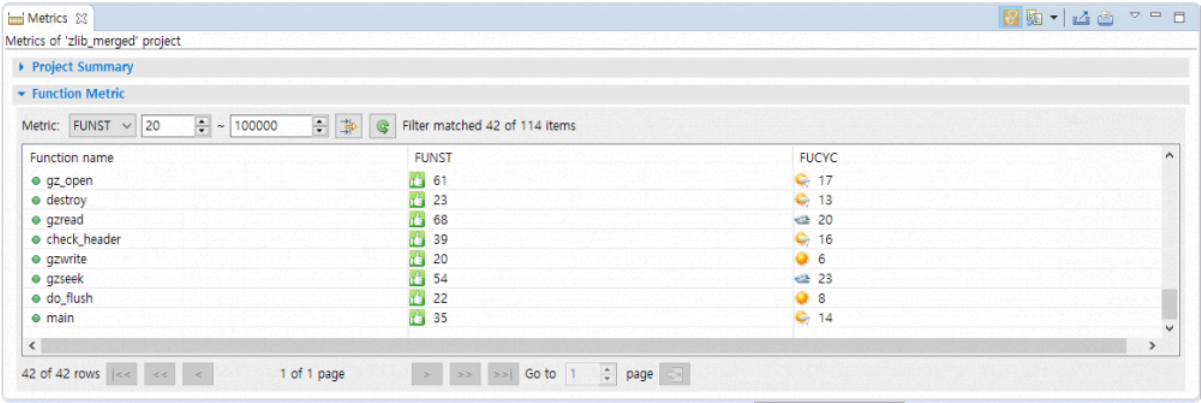 Metrics
Metrics of 'zlib_merged' project
Project Summary
Function Metric
Metric: FUNST 20 ~ 100000 Filter matched 42 of 114 items
Function name FUNST FUCYC
gz_open 61 17
destroy 23 13
gzread 68 20
check_header 39 16
gzwrite 20 6
gzseek 54 23
do_flush 22 8
main 35 14
42 of 42 rows |<< << < 1 of 1 page > >> >>| Go to 1 page